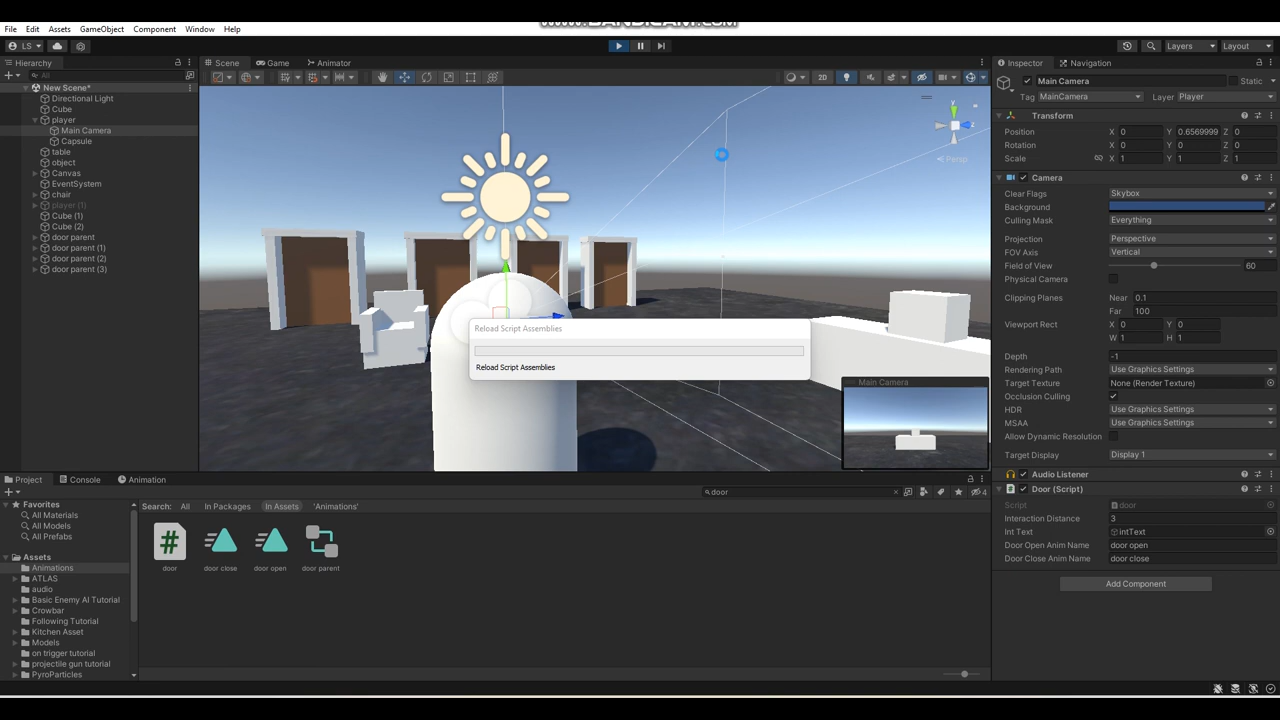 www.BANDICAM.com
File Edit Assets GameObject Component Window Help
LS Layers Layout
Hierarchy Scene Game Animator Inspector Navigation
All 2D
New Scene*
Directional Light
Cube
player
Main Camera
Capsule
table
object
Canvas
EventSystem
chair
player (1)
Cube (1)
Cube (2)
door parent
door parent (1)
door parent (2)
door parent (3)
y
z
Persp
Reload Script Assemblies
Reload Script Assemblies
Main Camera
Main Camera Static
Tag MainCamera Layer Player
Transform
Position X 0 Y 0.6569999 Z 0
Rotation X 0 Y 0 Z 0
Scale X 1 Y 1 Z 1
Camera
Clear Flags Skybox
Background
Culling Mask Everything
Projection Perspective
FOV Axis Vertical
Field of View 60
Physical Camera
Clipping Planes Near 0.1
Far 100
Viewport Rect X 0 Y 0
W 1 H 1
Depth -1
Rendering Path Use Graphics Settings
Target Texture None (Render Texture)
Occlusion Culling
HDR Use Graphics Settings
MSAA Use Graphics Settings
Allow Dynamic Resolution
Target Display Display 1
Audio Listener
Door (Script)
Script door
Interaction Distance 3
Int Text intText
Door Open Anim Name door open
Door Close Anim Name door close
Add Component
Project Console Animation
door 4
Favorites
All Materials
All Models
All Prefabs
Assets
Animations
ATLAS
audio
Basic Enemy AI Tutorial
Crowbar
Following Tutorial
Kitchen Asset
Models
on trigger tutorial
projectile gun tutorial
PyroParticles
Search: All In Packages In Assets 'Animations'
# door close door open door parent
door